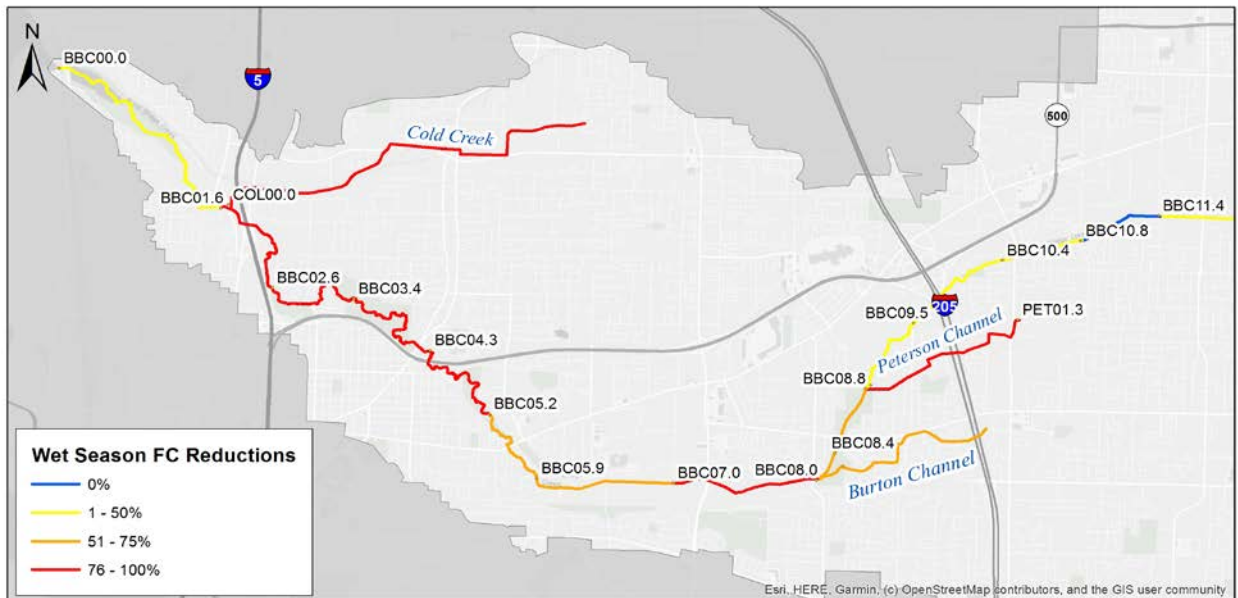 N
BBC00.0
5
500
Cold Creek
BBC01.6
COL00.0
BBC11.4
BBC10.8
BBC10.4
BBC02.6
BBC03.4
205
BBC09.5
PET01.3
Peterson Channel
BBC04.3
BBC08.8
BBC05.2
BBC08.4
BBC05.9
BBC07.0
BBC08.0
Burton Channel
Wet Season FC Reductions
0%
1 - 50%
51 - 75%
76 - 100%
Esri, HERE, Garmin, (c) OpenStreetMap contributors, and the GIS user community